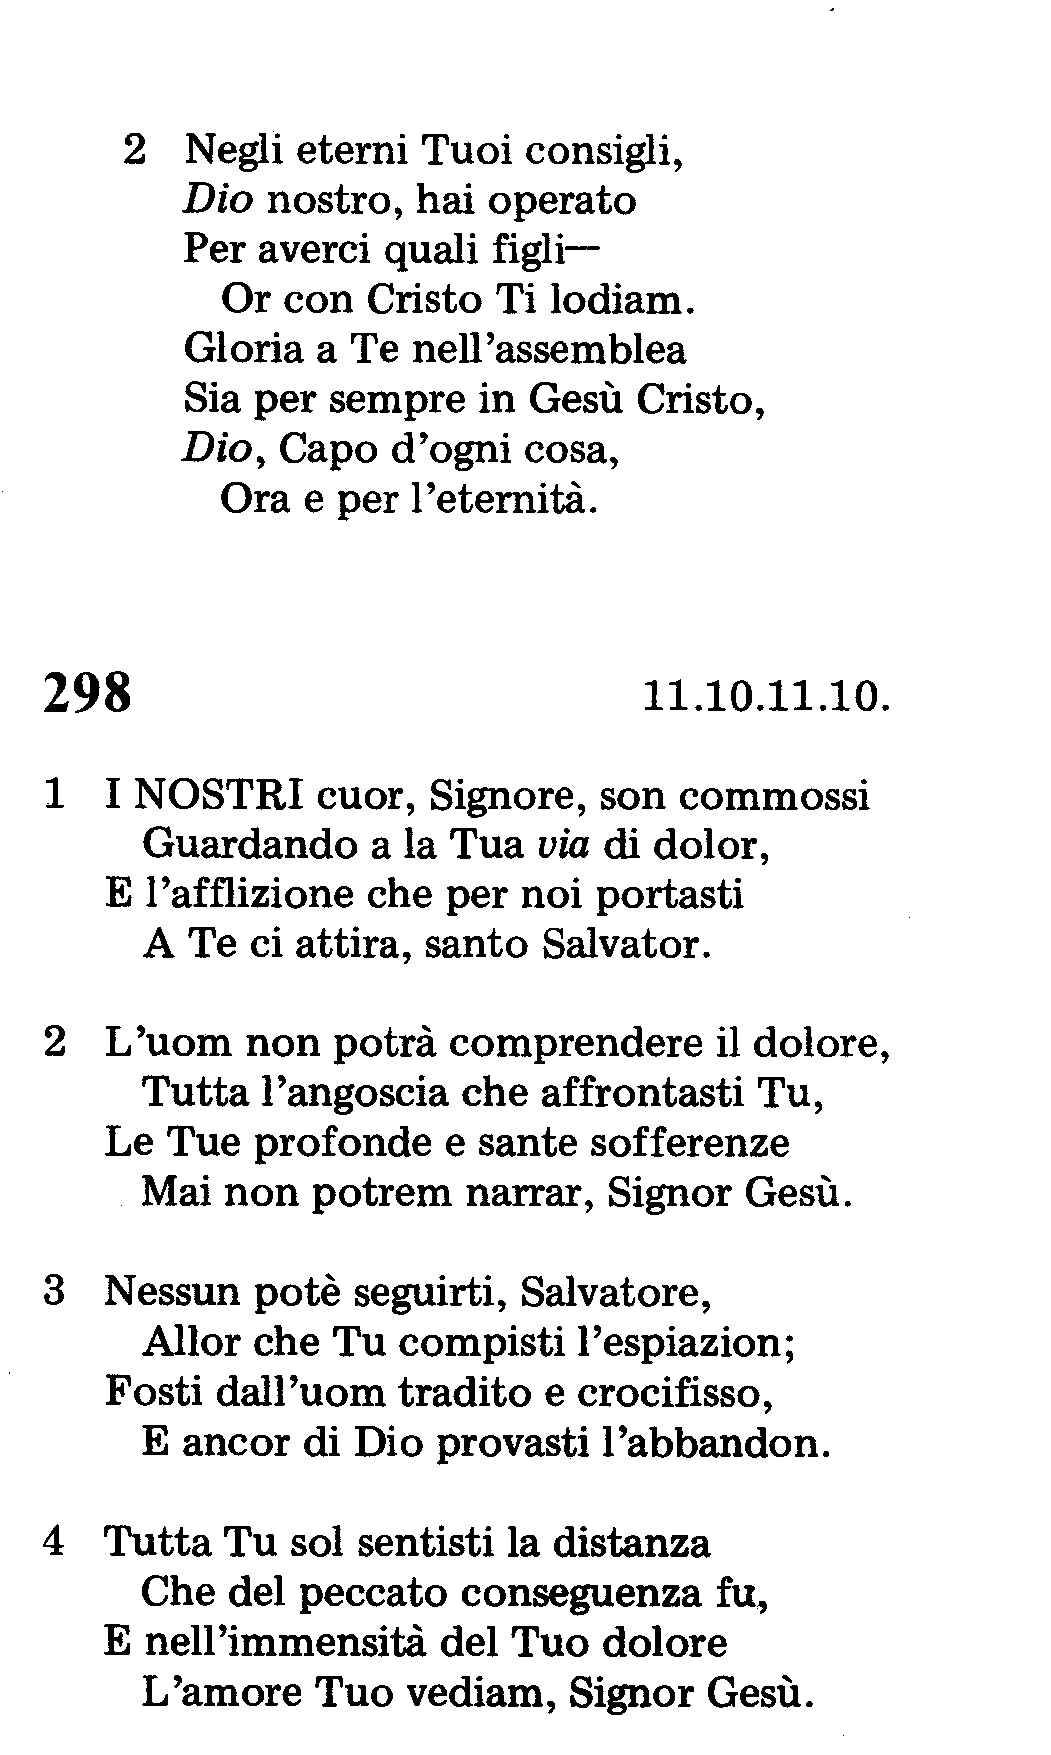 2 Negli eterni Tuoi consigli,
Dio nostro, hai operato
Per averci quali figli—
Or con Cristo Ti lodiam.
Gloria a Te nell'assemblea
Sia per sempre in Gesù Cristo,
Dio, Capo d'ogni cosa,
Ora e per l'eternità.
298 11.10.11.10.
1 I NOSTRI cuor, Signore, son commossi
Guardando a la Tua via di dolor,
E l'afflizione che per noi portasti
A Te ci attira, santo Salvator.
2 L'uom non potrà comprendere il dolore,
Tutta l'angoscia che affrontasti Tu,
Le Tue profonde e sante sofferenze
Mai non potrem narrar, Signor Gesù.
3 Nessun potè seguirti, Salvatore,
Allor che Tu compisti l'espiazion;
Fosti dall'uom tradito e crocifisso,
E ancor di Dio provasti l'abbandon.
4 Tutta Tu sol sentisti la distanza
Che del peccato conseguenza fu,
E nell'immensità del Tuo dolore
L'amore Tuo vediam, Signor Gesù.